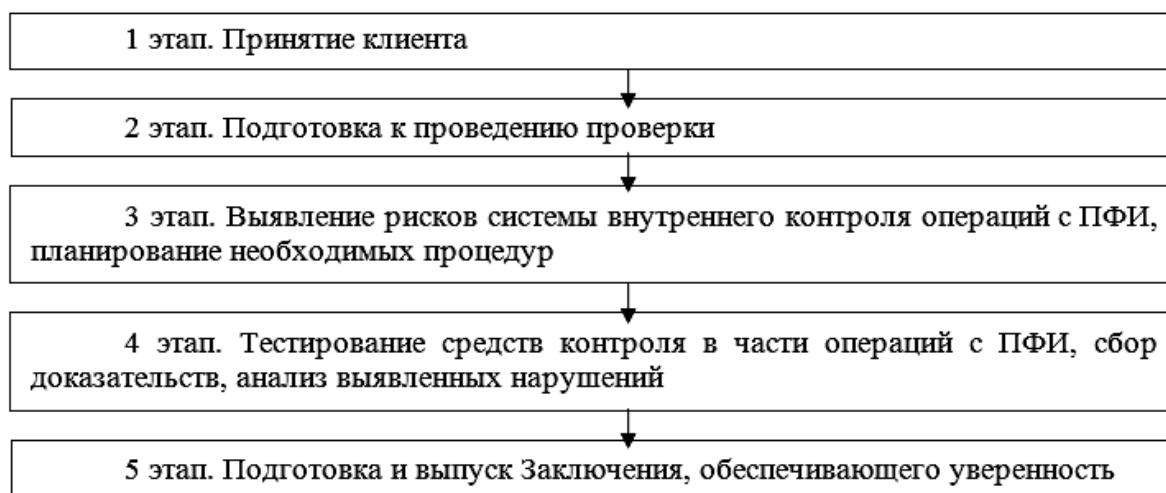 1 этап. Принятие клиента
2 этап. Подготовка к проведению проверки
3 этап. Выявление рисков системы внутреннего контроля операций с ПФИ,
планирование необходимых процедур
4 этап. Тестирование средств контроля в части операций с ПФИ, сбор
доказательств, анализ выявленных нарушений
5 этап. Подготовка и выпуск Заключения, обеспечивающего уверенность